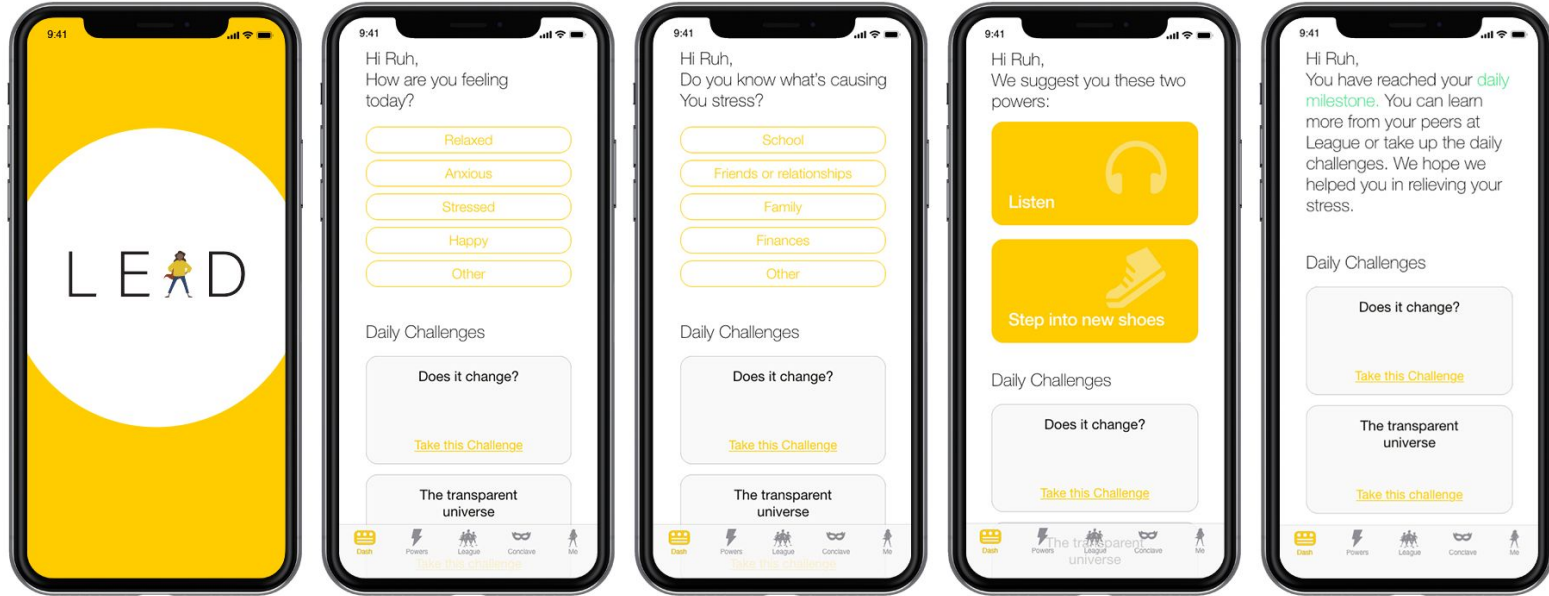 9:41
LEAD
9:41
Hi Ruh,
How are you feeling
today?
Relaxed
Anxious
Stressed
Happy
Other
Daily Challenges
Does it change?
Take this Challenge
The transparent
universe
Take this challenge
Dash Powers League Conclave Me
9:41
Hi Ruh,
Do you know what's causing
You stress?
School
Friends or relationships
Family
Finances
Other
Daily Challenges
Does it change?
Take this Challenge
The transparent
universe
Take this challenge
Dash Powers League Conclave Me
9:41
Hi Ruh,
We suggest you these two
powers:
Listen
Step into new shoes
Daily Challenges
Does it change?
Take this Challenge
The transparent
universe
Dash Powers League Conclave Me
9:41
Hi Ruh,
You have reached your daily
milestone. You can learn
more from your peers at
League or take up the daily
challenges. We hope we
helped you in relieving your
stress.
Daily Challenges
Does it change?
Take this Challenge
The transparent
universe
Take this challenge
Dash Powers League Conclave Me